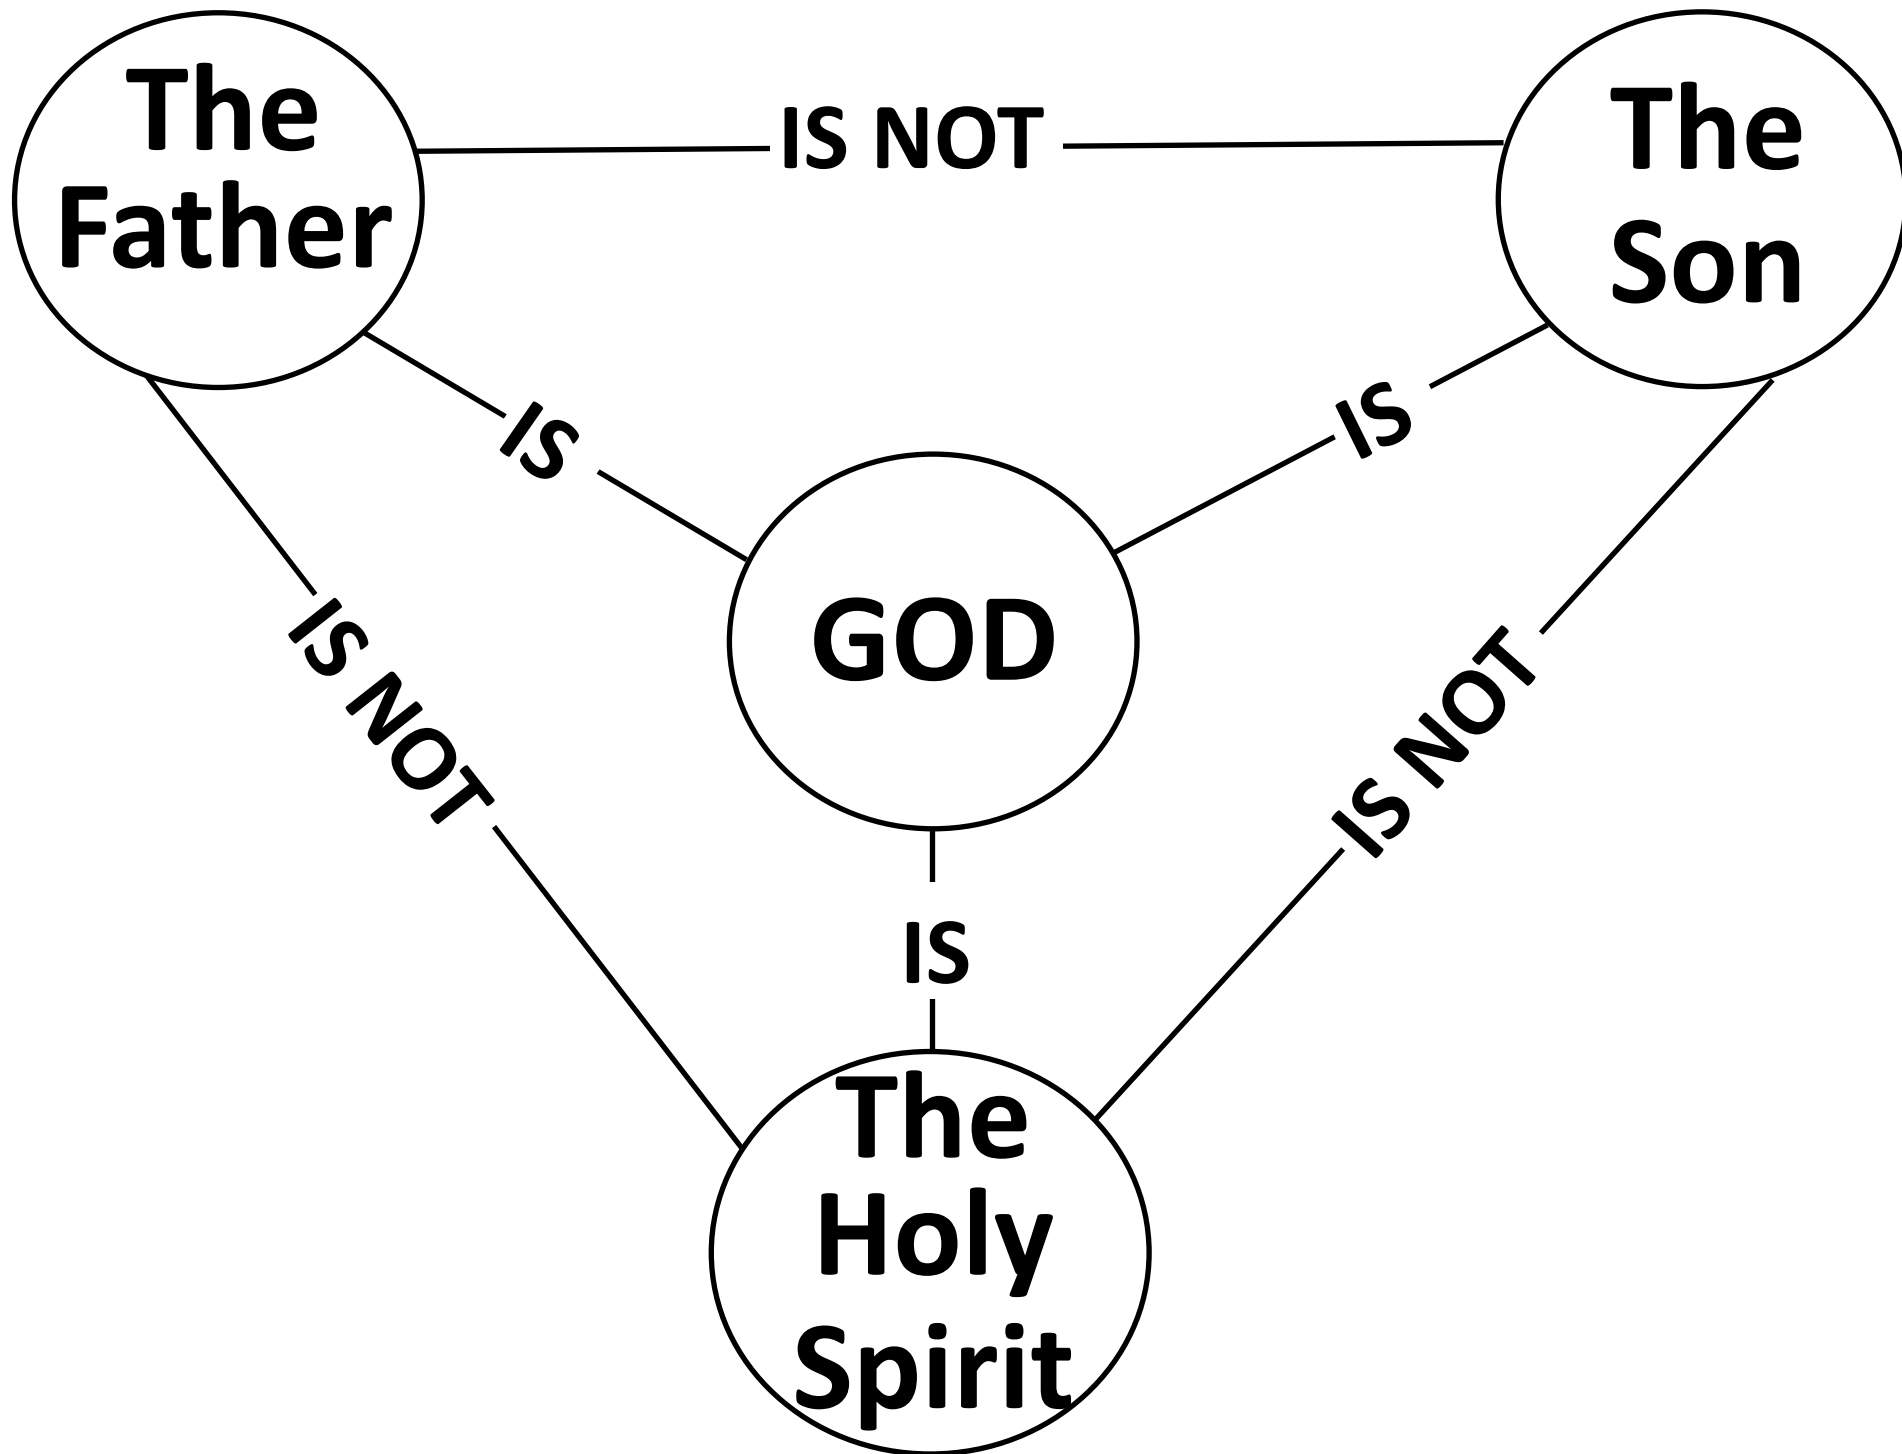 The
Father
IS NOT
The
Son
IS
IS
GOD
IS NOT
IS NOT
IS
The
Holy
Spirit